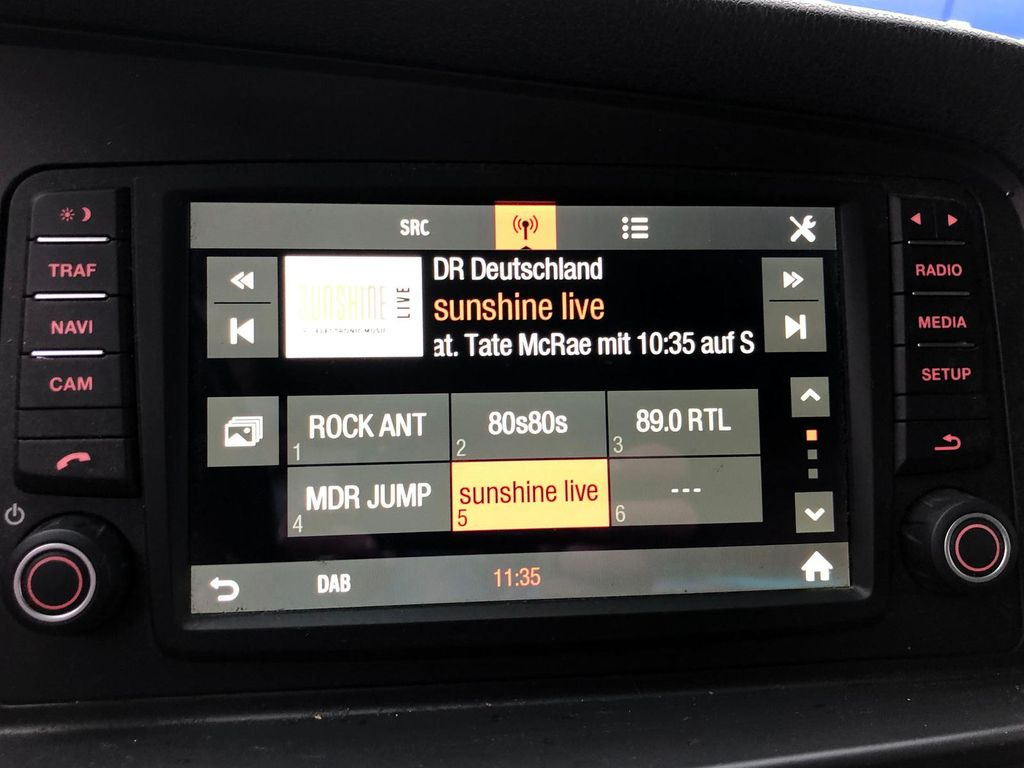 TRAF
NAVI
CAM
SRC
DR Deutschland
sunshine live
at. Tate McRae mit 10:35 auf S
SUNSHINE
LIVE
ELECTRONIC MUSIC
ROCK ANT
1
80s80s
2
89.0 RTL
3
MDR JUMP
4
sunshine live
5
---
6
DAB
11:35
RADIO
MEDIA
SETUP